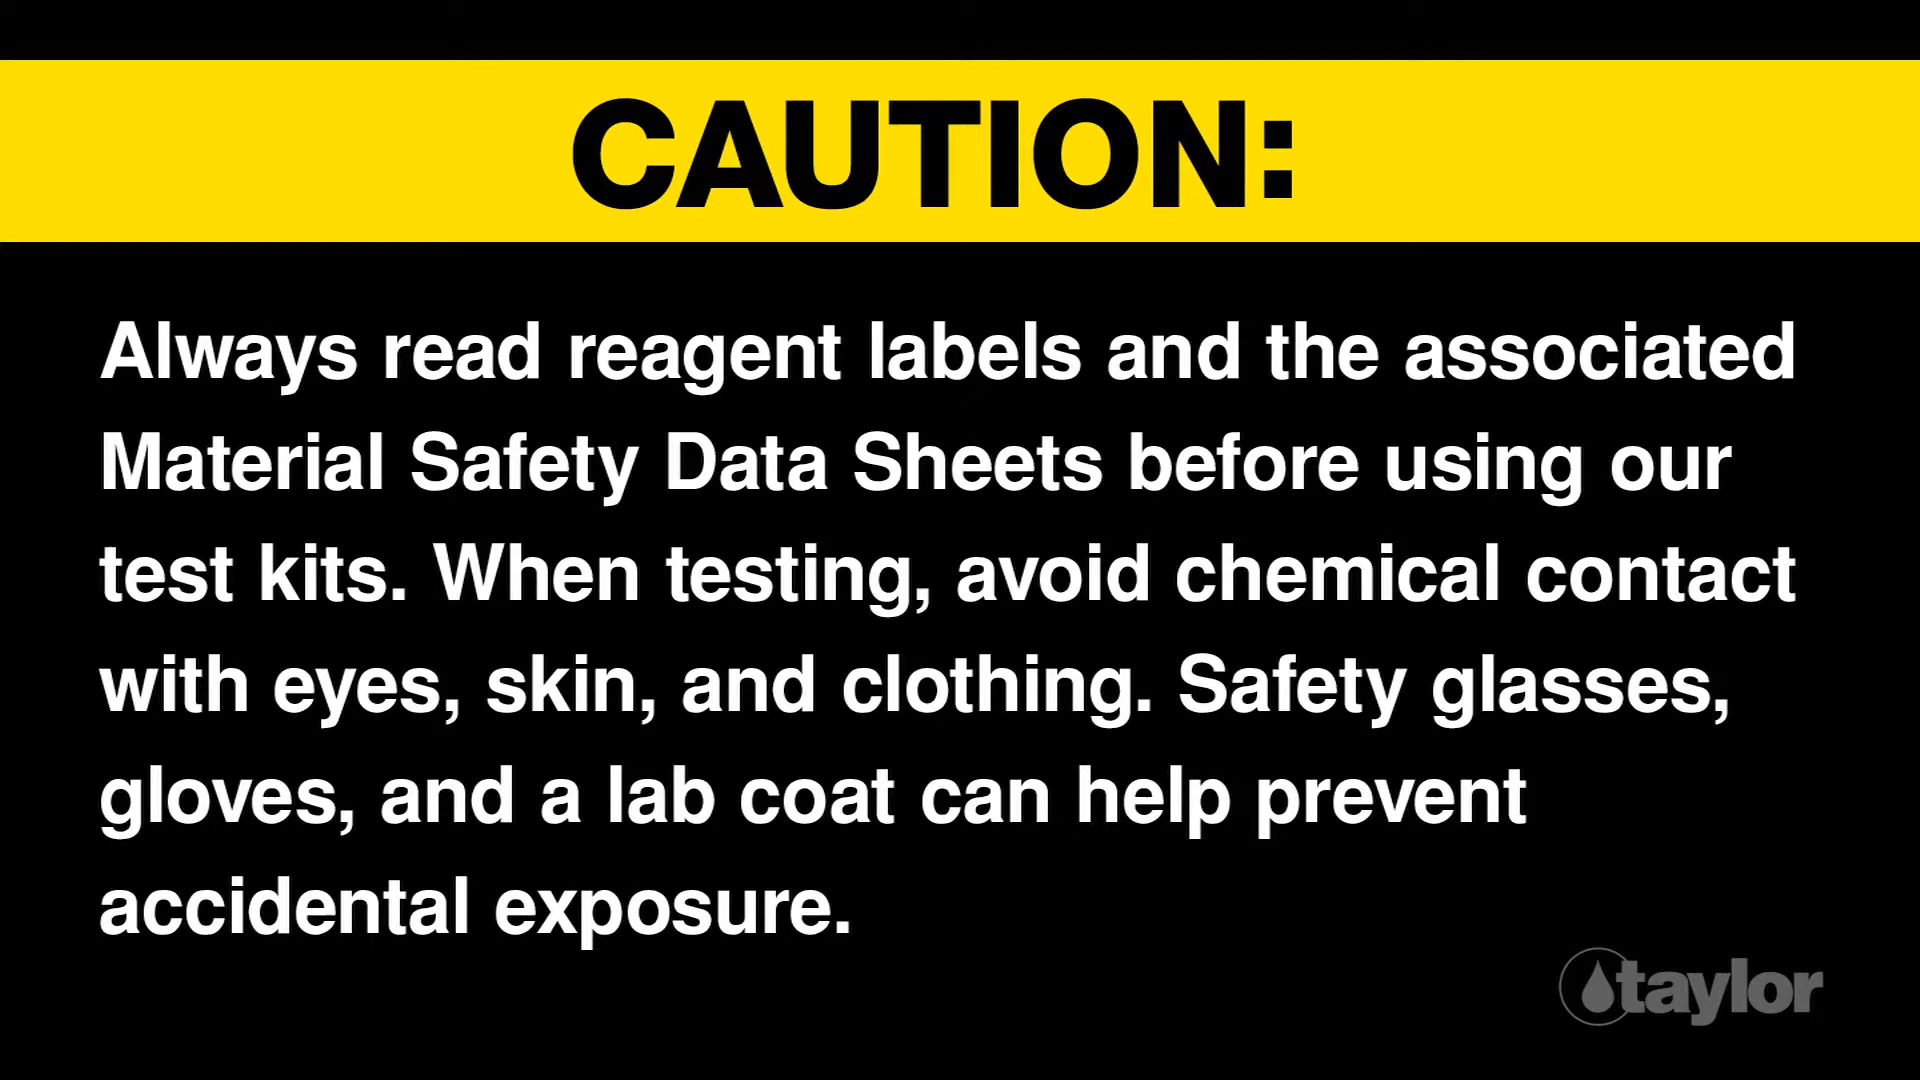 CAUTION:
Always read reagent labels and the associated
Material Safety Data Sheets before using our
test kits. When testing, avoid chemical contact
with eyes, skin, and clothing. Safety glasses,
gloves, and a lab coat can help prevent
accidental exposure.
taylor